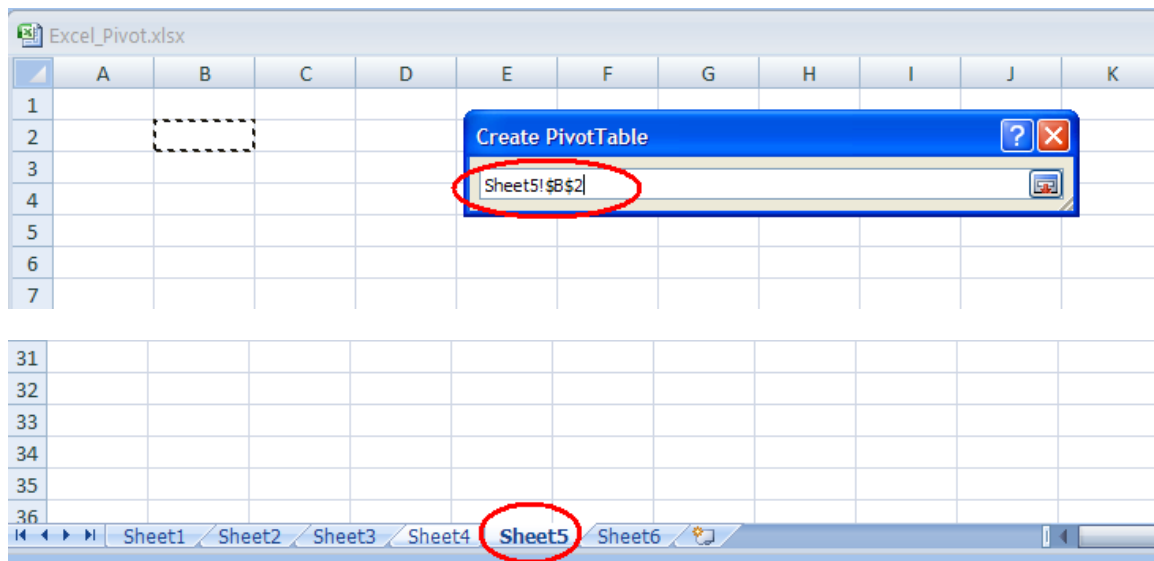 Excel_Pivot.xlsx
A B C D E F G H I J K
1
2 Create PivotTable ?
3
Sheet5!$B$2
4
5
6
7
31
32
33
34
35
36
Sheet1 Sheet2 Sheet3 Sheet4 Sheet5 Sheet6